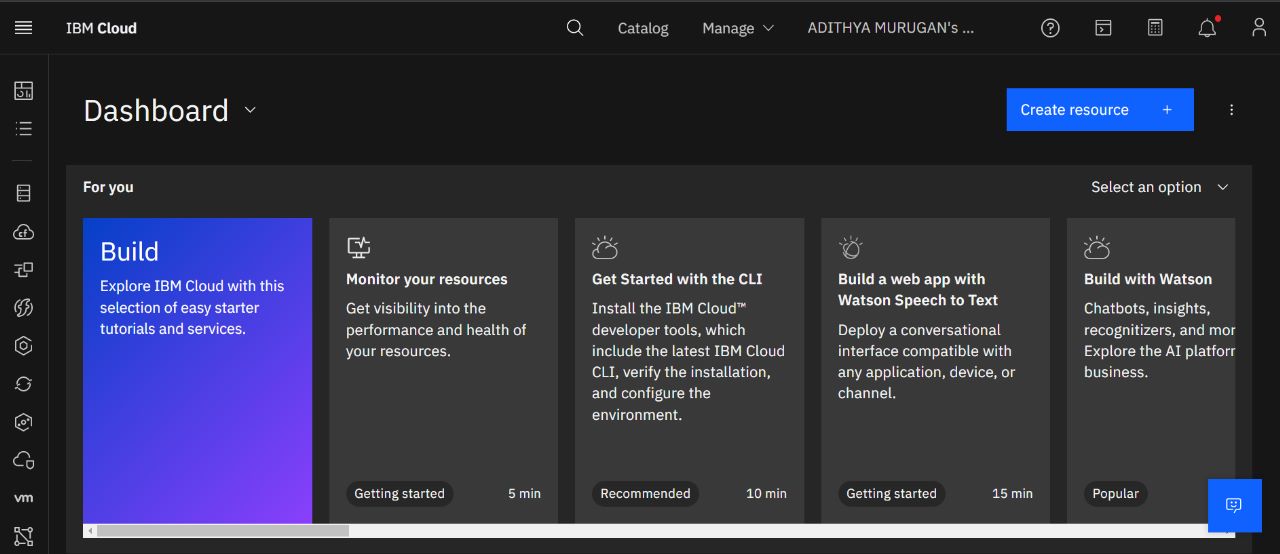 IBM Cloud
Catalog
Manage
ADITHYA MURUGAN's ...
Dashboard
Create resource +
For you
Select an option
Build
Explore IBM Cloud with this
selection of easy starter
tutorials and services.
Monitor your resources
Get visibility into the
performance and health of
your resources.
Getting started
5 min
Get Started with the CLI
Install the IBM Cloud™
developer tools, which
include the latest IBM Cloud
CLI, verify the installation,
and configure the
environment.
Recommended
10 min
Build a web app with
Watson Speech to Text
Deploy a conversational
interface compatible with
any application, device, or
channel.
Getting started
15 min
Build with Watson
Chatbots, insights,
recognitizers, and mor
Explore the AI platforr
business.
Popular
cf
vm